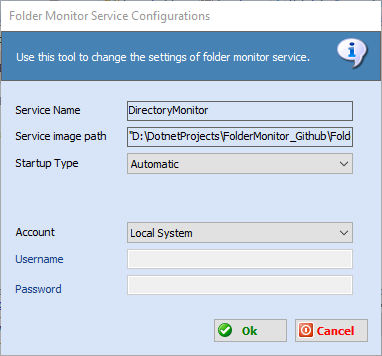 Folder Monitor Service Configurations
Use this tool to change the settings of folder monitor service.
Service Name DirectoryMonitor
Service image path "D:\DotnetProjects\FolderMonitor_Github\Fold
Startup Type Automatic
Account Local System
Username
Password
Ok Cancel